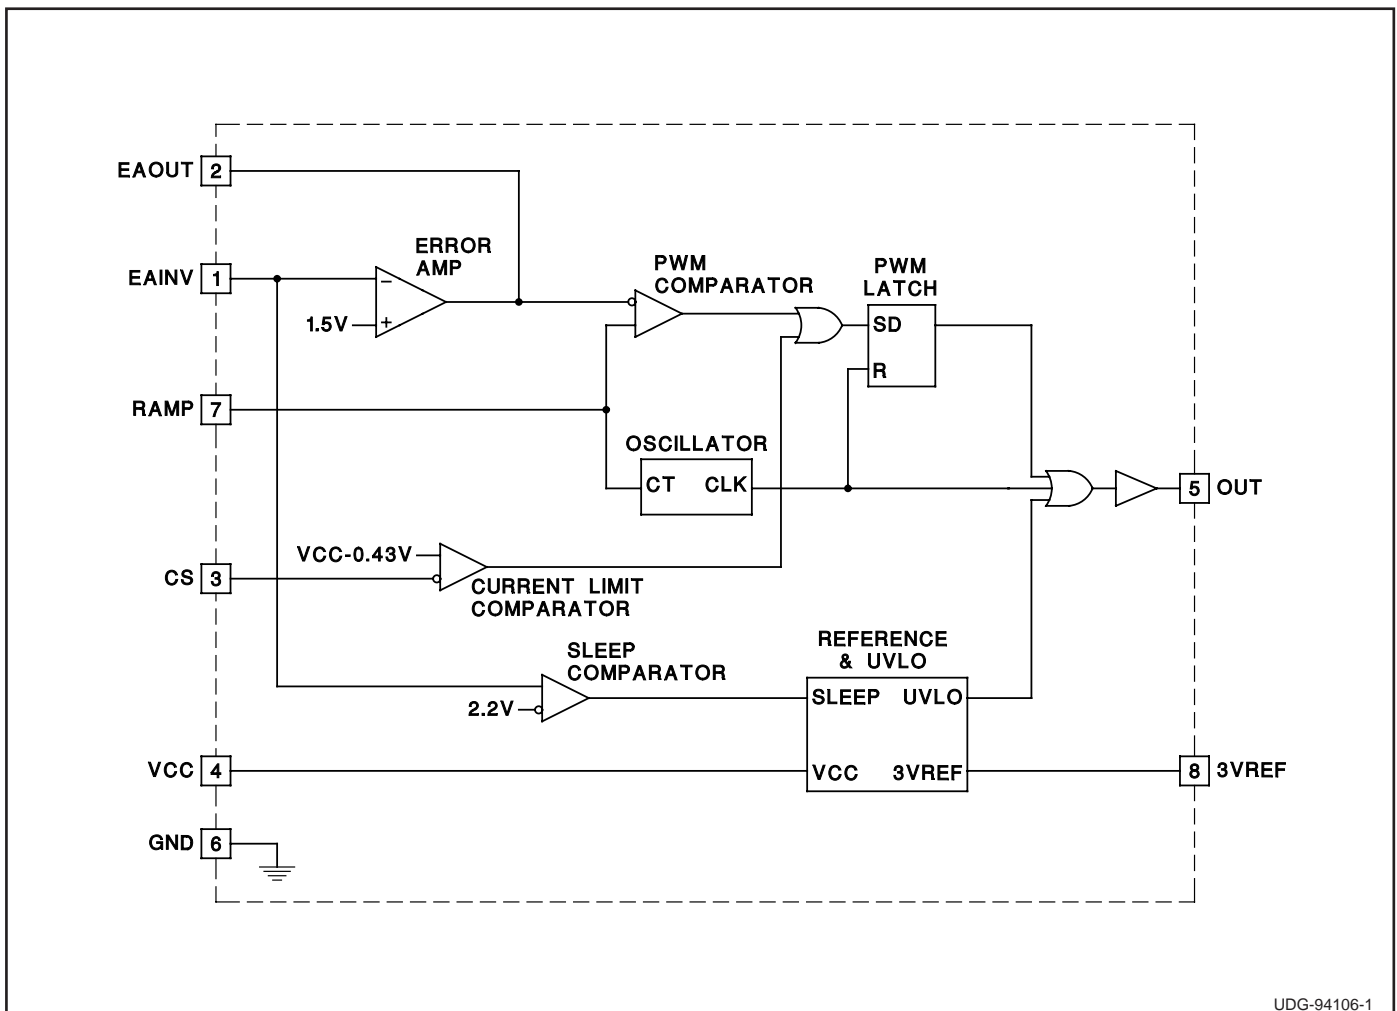 EAOUT 2
EAINV 1
ERROR
AMP
−
1.5V +
PWM
COMPARATOR
PWM
LATCH
SD
R
RAMP 7
OSCILLATOR
CT CLK
5 OUT
VCC-0.43V
CS 3
CURRENT LIMIT
COMPARATOR
SLEEP
COMPARATOR
2.2V
REFERENCE
& UVLO
SLEEP UVLO
VCC 4
VCC 3VREF
8 3VREF
GND 6
UDG-94106-1